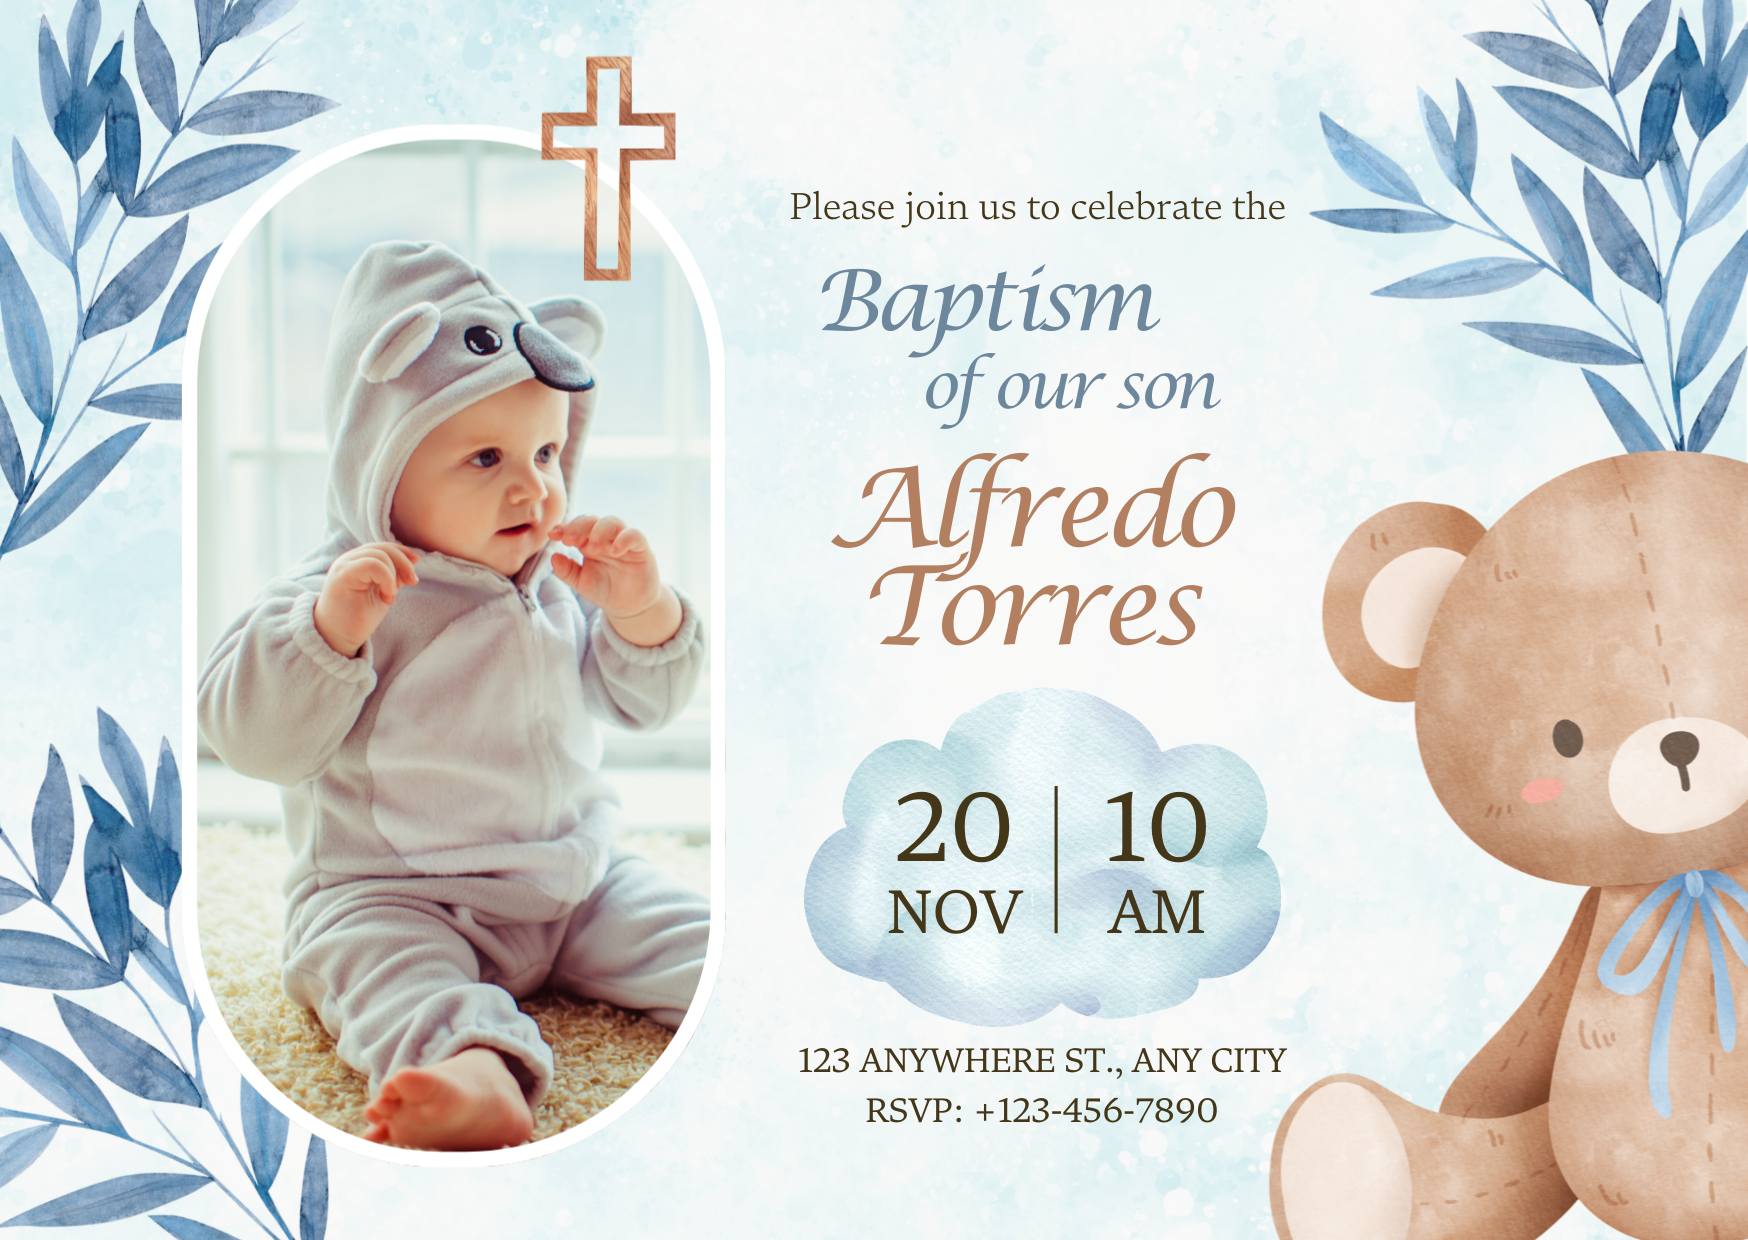 Please join us to celebrate the
Baptism
of our son
Alfredo
Torres
20 | 10
NOV | AM
123 ANYWHERE ST., ANY CITY
RSVP: +123-456-7890